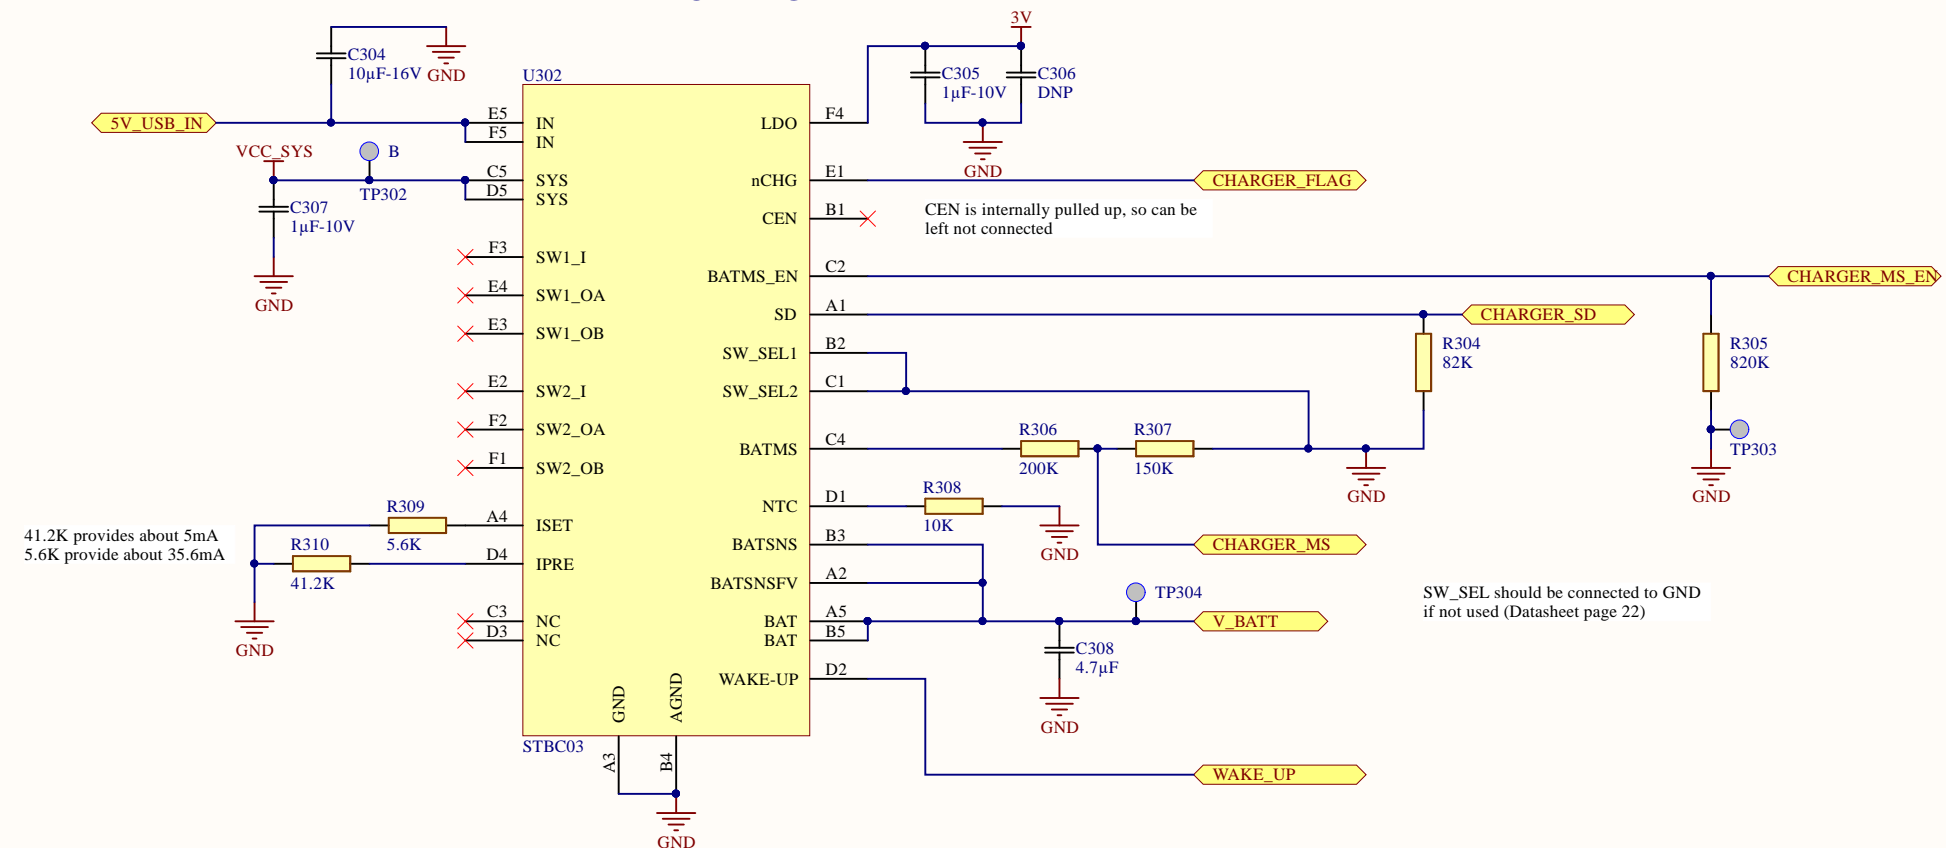 3V
C304
10µF-16V
GND
C305
1µF-10V
C306
DNP
U302
5V_USB_IN
E5
IN
F5
IN
LDO
F4
GND
VCC_SYS
B
TP302
C5
SYS
D5
SYS
nCHG
E1
CHARGER_FLAG
C307
1µF-10V
GND
CEN
B1
CEN is internally pulled up, so can be
left not connected
F3
SW1_I
BATMS_EN
C2
CHARGER_MS_EN
E4
SW1_OA
SD
A1
CHARGER_SD
E3
SW1_OB
SW_SEL1
B2
R304
82K
R305
820K
E2
SW2_I
SW_SEL2
C1
F2
SW2_OA
R306
200K
R307
150K
BATMS
C4
TP303
F1
SW2_OB
GND
GND
NTC
D1
R308
10K
GND
R309
5.6K
A4
ISET
41.2K provides about 5mA
5.6K provide about 35.6mA
R310
41.2K
D4
IPRE
GND
BATSNS
B3
CHARGER_MS
BATSNSFV
A2
TP304
SW_SEL should be connected to GND
if not used (Datasheet page 22)
C3
NC
D3
NC
BAT
A5
BAT
B5
V_BATT
C308
4.7µF
GND
WAKE-UP
D2
GND
AGND
STBC03
A3
B4
WAKE_UP
GND